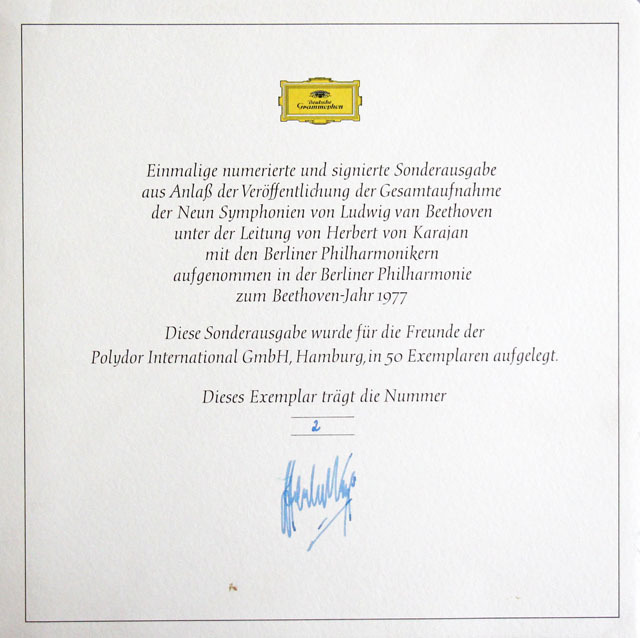 Deutsche
Grammophon
Einmalige numerierte und signierte Sonderausgabe
aus Anlaß der Veröffentlichung der Gesamtaufnahme
der Neun Symphonien von Ludwig van Beethoven
unter der Leitung von Herbert von Karajan
mit den Berliner Philharmonikern
aufgenommen in der Berliner Philharmonie
zum Beethoven-Jahr 1977
Diese Sonderausgabe wurde für die Freunde der
Polydor International GmbH, Hamburg, in 50 Exemplaren aufgelegt.
Dieses Exemplar trägt die Nummer
2